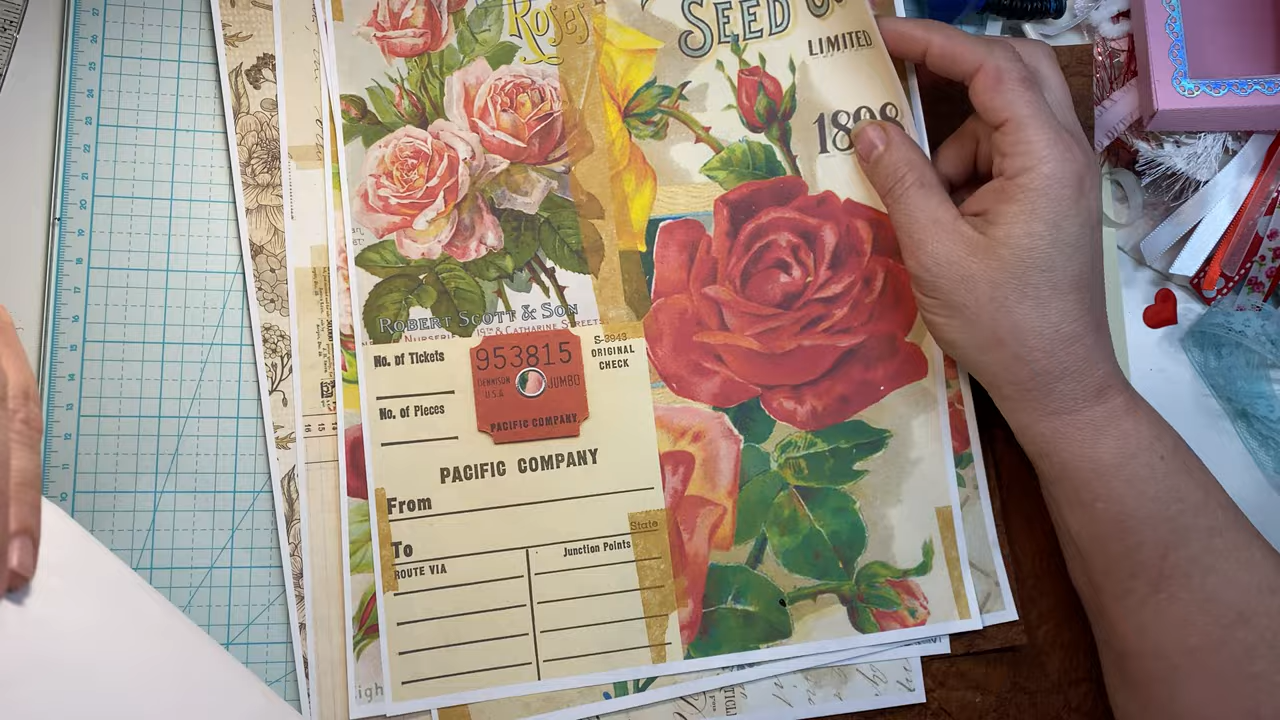 Roses
SEED
LIMITED
1898
ROBERT SCOTT & SON
19TH & CATHARINE STREETS
No. of Tickets
953815
DENNISON
U.S.A
JUMBO
PACIFIC COMPANY.
S-3943
ORIGINAL
CHECK
No. of Pieces
PACIFIC COMPANY
From
To
State
ROUTE VIA
Junction Points